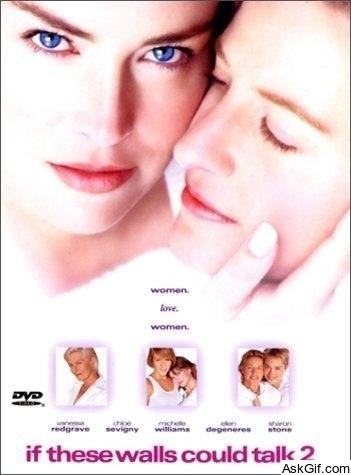 women.
love.
women.
DVD
VIDEO
vanessa redgrave
chloë sevigny
michelle williams
ellen degeneres
sharon stone
if these walls could talk 2
AskGif.com